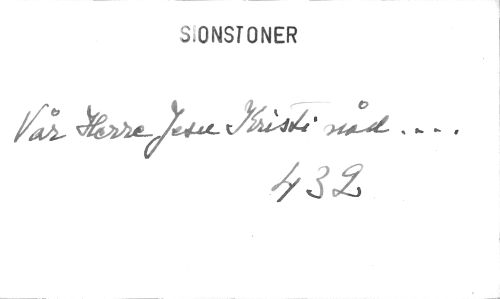 SIONSTONER
Vår Herre Jesu Kristi nåd....
432